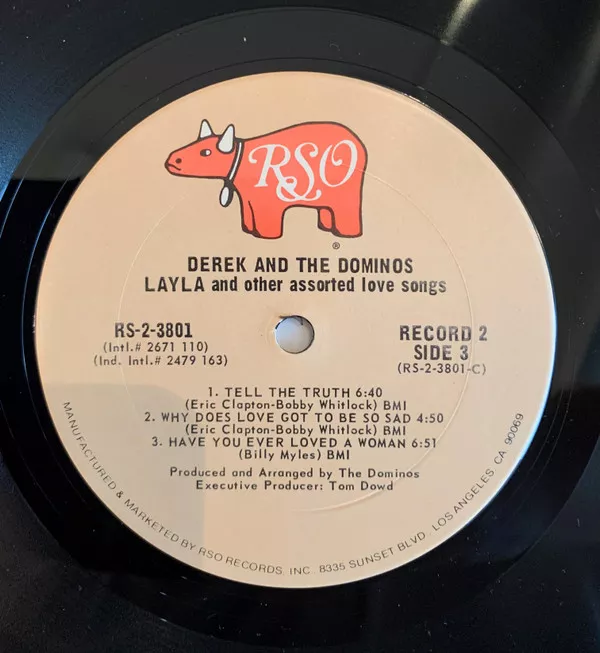 RSO
®
DEREK AND THE DOMINOS
LAYLA and other assorted love songs
RS-2-3801
(Intl.# 2671 110)
(Ind. Intl.# 2479 163)
RECORD 2
SIDE 3
(RS-2-3801-C)
1. TELL THE TRUTH 6:40
(Eric Clapton-Bobby Whitlock) BMI
2. WHY DOES LOVE GOT TO BE SO SAD 4:50
(Eric Clapton-Bobby Whitlock) BMI
3. HAVE YOU EVER LOVED A WOMAN 6:51
(Billy Myles) BMI
Produced and Arranged by The Dominos
Executive Producer: Tom Dowd
MANUFACTURED & MARKETED BY RSO RECORDS, INC. 8335 SUNSET BLVD. LOS ANGELES, CA 90069